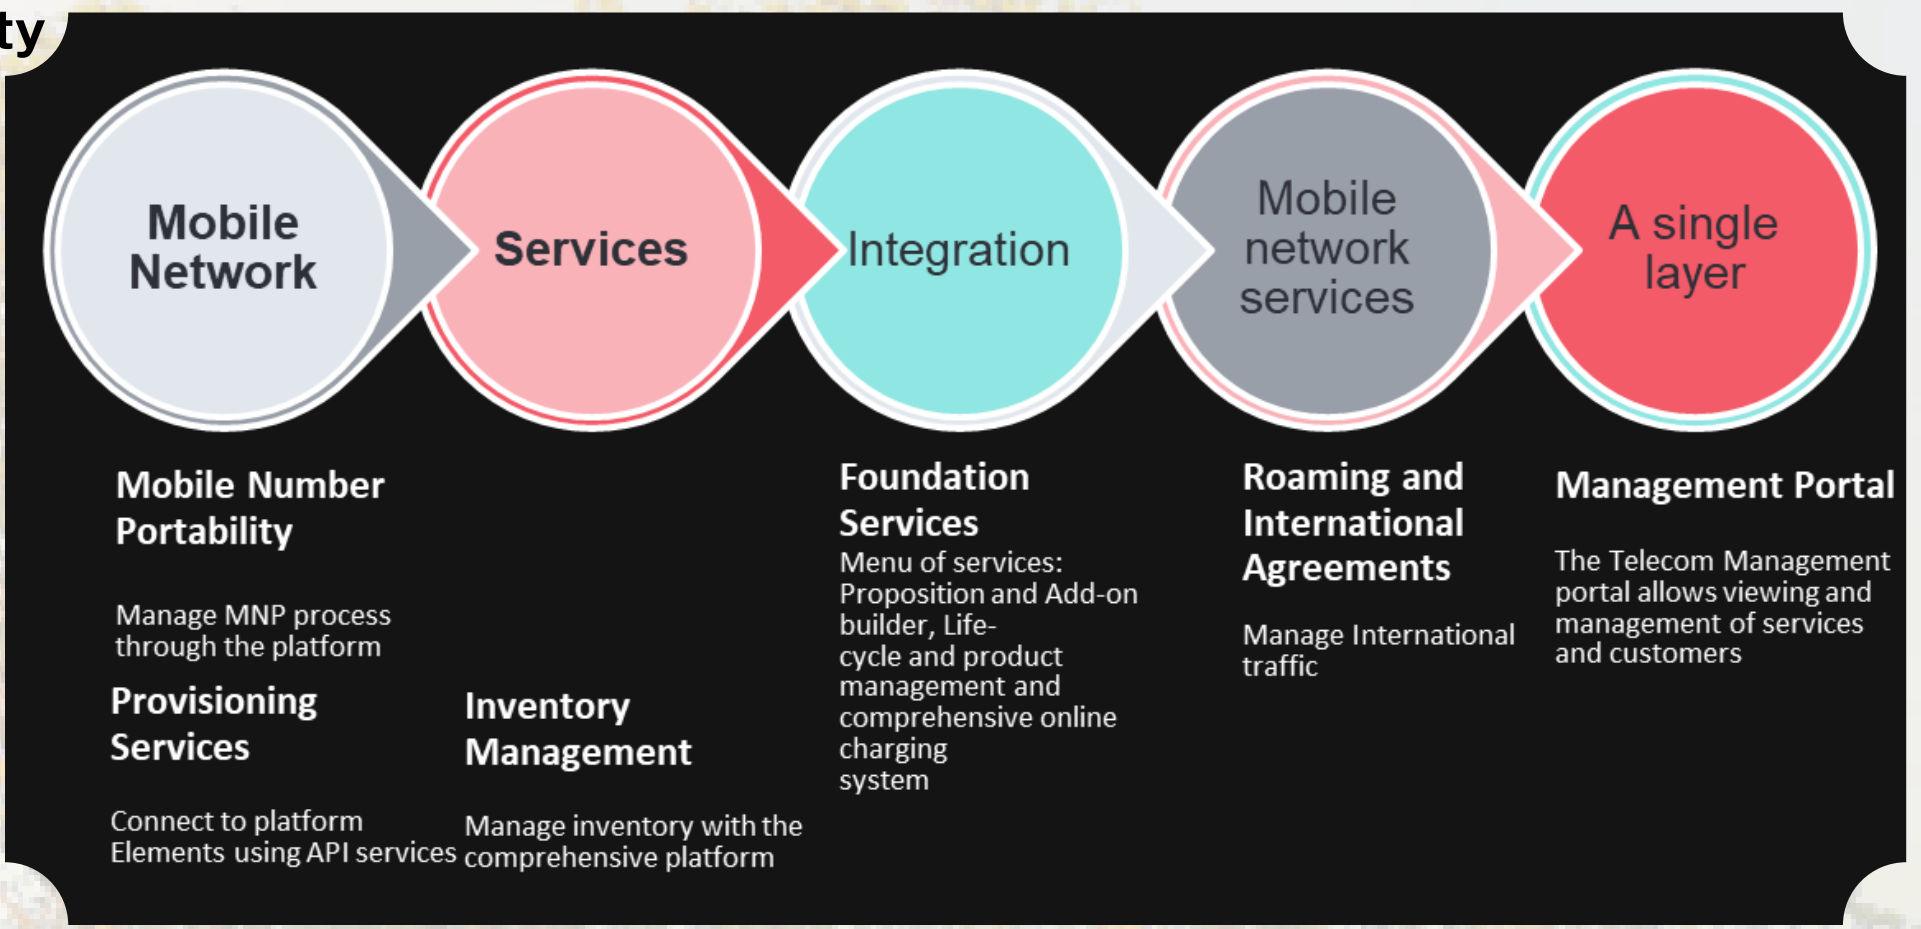 ty
Mobile
Network
Services
Integration
Mobile
network
services
A single
layer
Mobile Number
Portability
Manage MNP process
through the platform
Provisioning
Services
Connect to platform
Elements using API services
Inventory
Management
Manage inventory with the
comprehensive platform
Foundation
Services
Menu of services:
Proposition and Add-on
builder, Life-
cycle and product
management and
comprehensive online
charging
system
Roaming and
International
Agreements
Manage International
traffic
Management Portal
The Telecom Management
portal allows viewing and
management of services
and customers